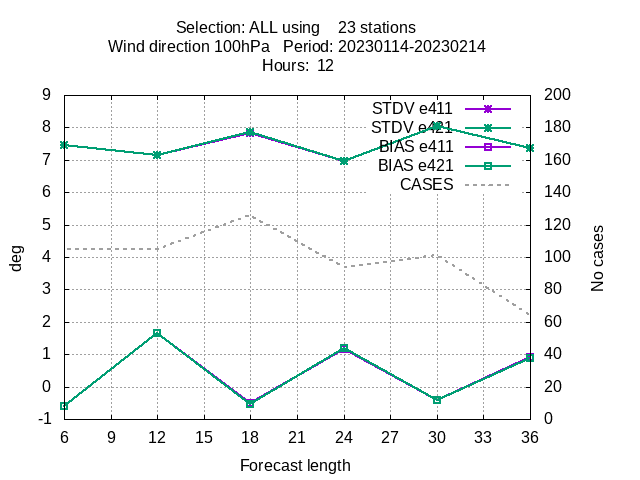 Selection: ALL using 23 stations
Wind direction 100hPa Period: 20230114-20230214
Hours: 12
STDV e411
STDV e421
BIAS e411
BIAS e421
CASES
9
8
7
6
5
4
3
2
1
0
-1
200
180
160
140
120
100
80
60
40
20
0
deg
No cases
6 9 12 15 18 21 24 27 30 33 36
Forecast length